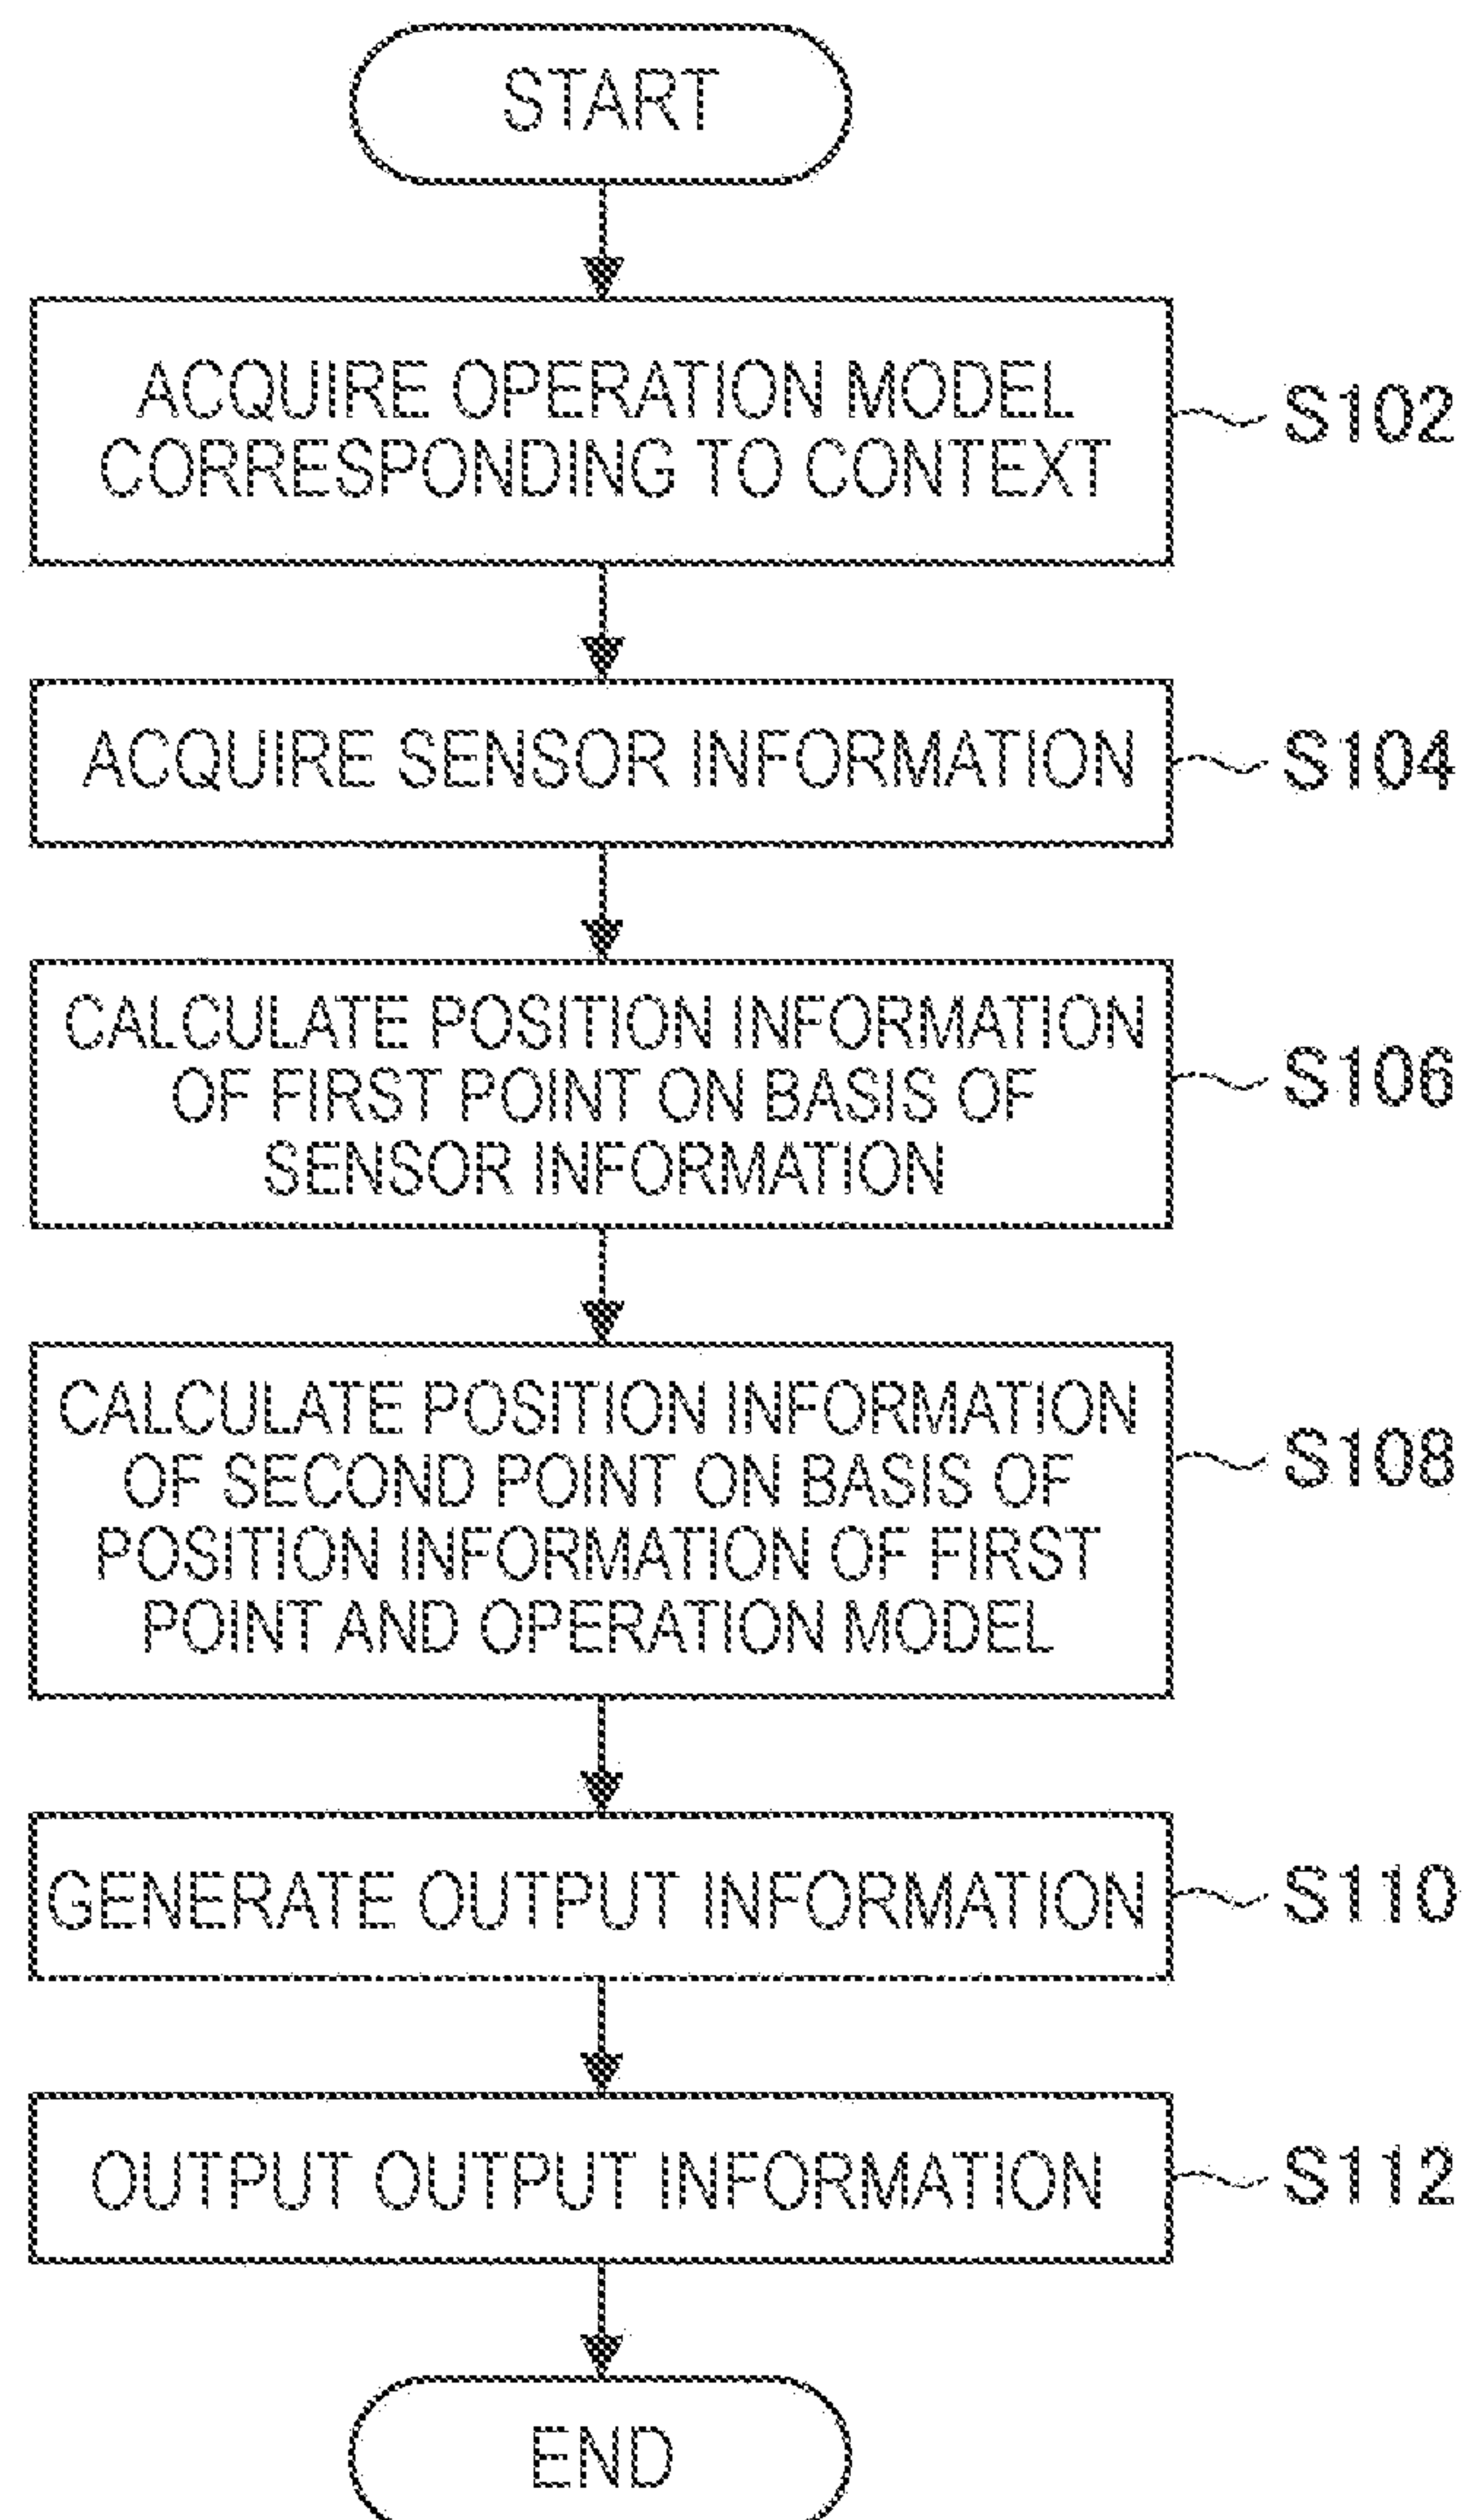 START
ACQUIRE OPERATION MODEL
CORRESPONDING TO CONTEXT
S102
ACQUIRE SENSOR INFORMATION
S104
CALCULATE POSITION INFORMATION
OF FIRST POINT ON BASIS OF
SENSOR INFORMATION
S106
CALCULATE POSITION INFORMATION
OF SECOND POINT ON BASIS OF
POSITION INFORMATION OF FIRST
POINT AND OPERATION MODEL
S108
GENERATE OUTPUT INFORMATION
S110
OUTPUT OUTPUT INFORMATION
S112
END